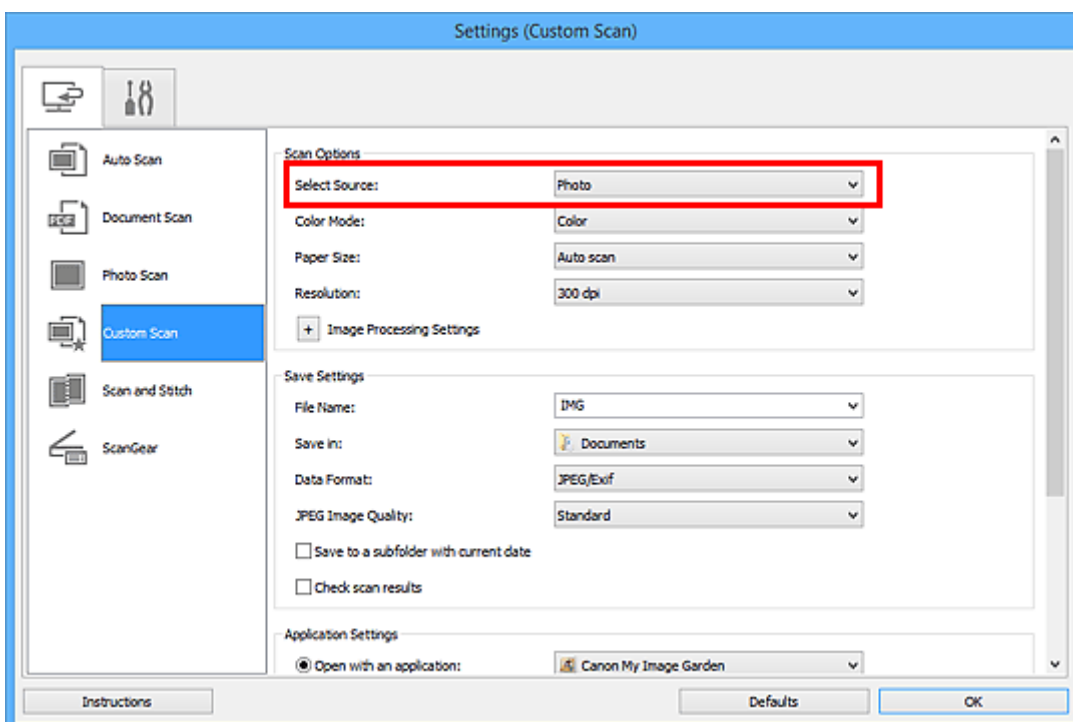 Settings (Custom Scan)
Auto Scan
Document Scan
Photo Scan
Custom Scan
Scan and Stitch
ScanGear
Scan Options
Select Source: Photo
Color Mode: Color
Paper Size: Auto scan
Resolution: 300 dpi
+ Image Processing Settings
Save Settings
File Name: IMG
Save in: Documents
Data Format: JPEG/Exif
JPEG Image Quality: Standard
Save to a subfolder with current date
Check scan results
Application Settings
Open with an application: Canon My Image Garden
Instructions Defaults OK